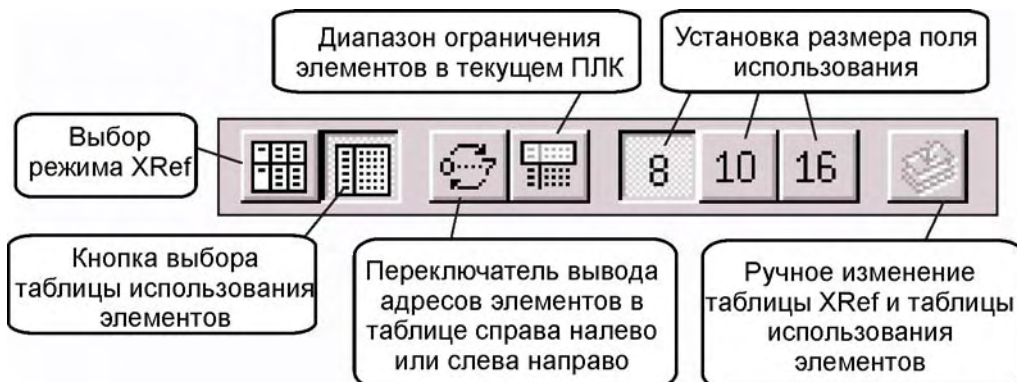 Диапазон ограничения
элементов в текущем ПЛК
Установка размера поля
использования
Выбор
режима XRef
8
10
16
Кнопка выбора
таблицы использования
элементов
Переключатель вывода
адресов элементов в
таблице справа налево
или слева направо
Ручное изменение
таблицы XRef и таблицы
использования
элементов